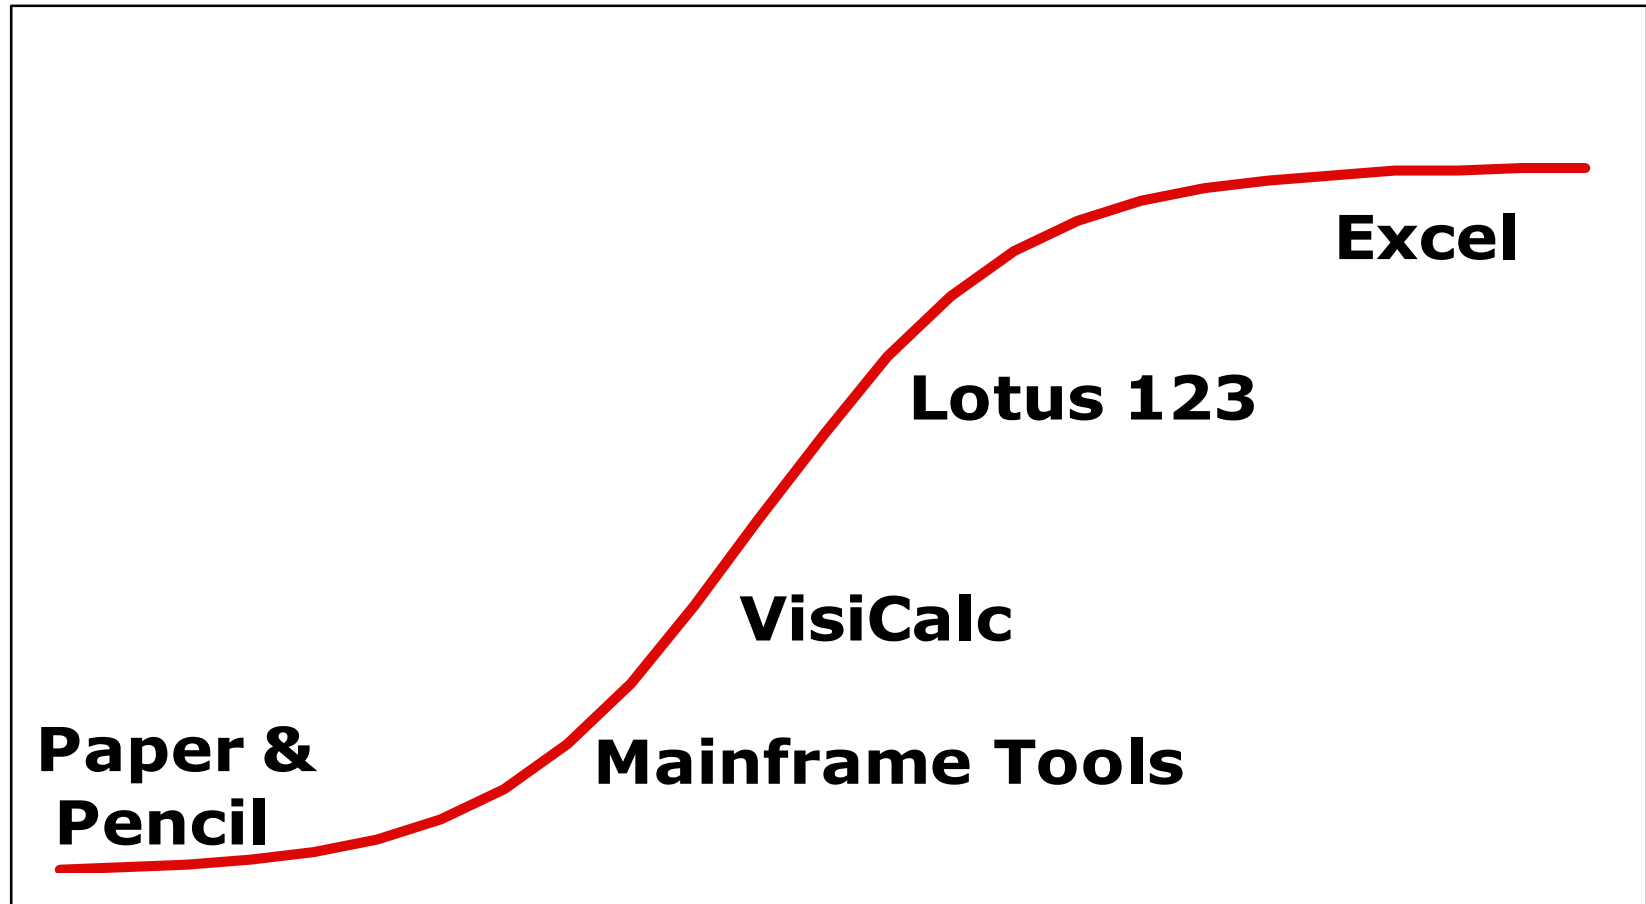 Excel
Lotus 123
VisiCalc
Paper &
Pencil
Mainframe Tools